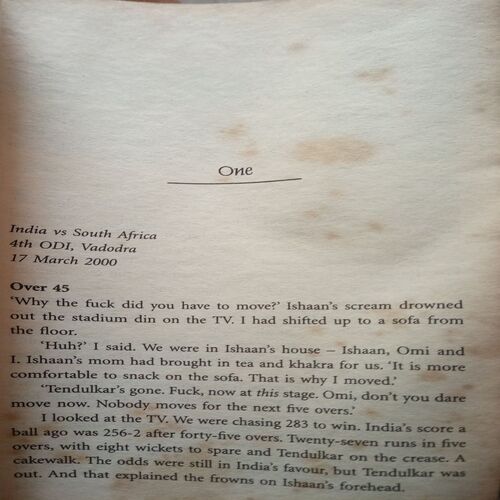 One
India vs South Africa
4th ODI, Vadodra
17 March 2000
Over 45
‘Why the fuck did you have to move?’ Ishaan’s scream drowned
out the stadium din on the TV. I had shifted up to a sofa from
the floor.
‘Huh?’ I said. We were in Ishaan’s house – Ishaan, Omi and
I. Ishaan’s mom had brought in tea and khakra for us. ‘It is more
comfortable to snack on the sofa. That is why I moved.’
‘Tendulkar’s gone. Fuck, now at this stage. Omi, don’t you dare
move now. Nobody moves for the next five overs.’
I looked at the TV. We were chasing 283 to win. India’s score a
ball ago was 256-2 after forty-five overs. Twenty-seven runs in five
overs, with eight wickets to spare and Tendulkar on the crease. A
cakewalk. The odds were still in India’s favour, but Tendulkar was
out. And that explained the frowns on Ishaan’s forehead.